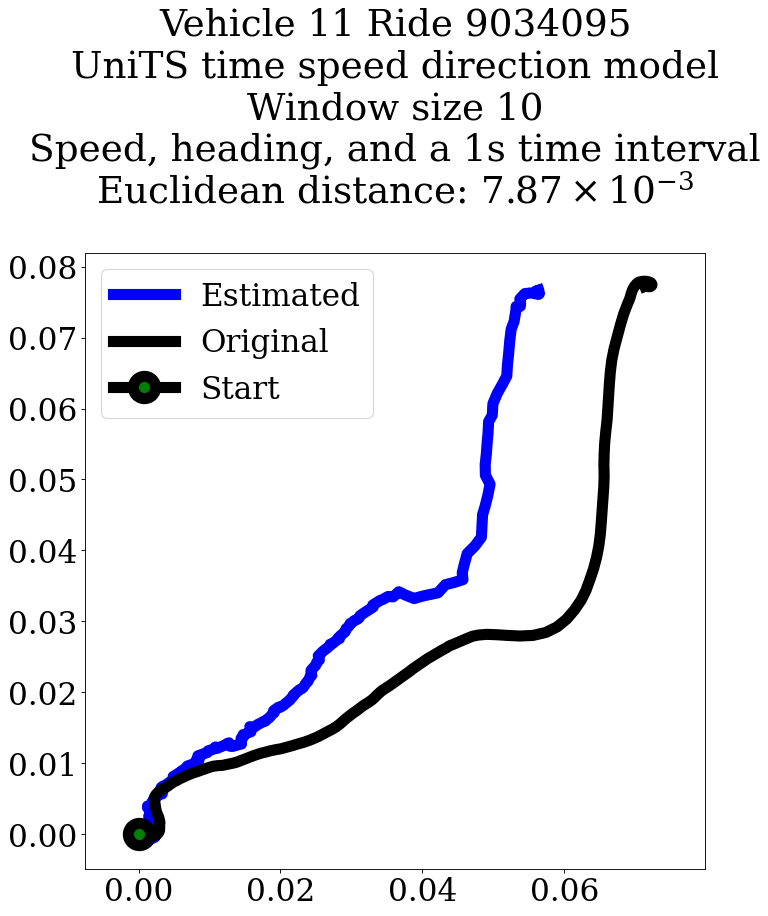 Vehicle 11 Ride 9034095
UniTS time speed direction model
Window size 10
Speed, heading, and a 1s time interval
Euclidean distance: 7.87 × 10⁻³
0.08
0.07
0.06
0.05
0.04
0.03
0.02
0.01
0.00
Estimated
Original
Start
0.00 0.02 0.04 0.06